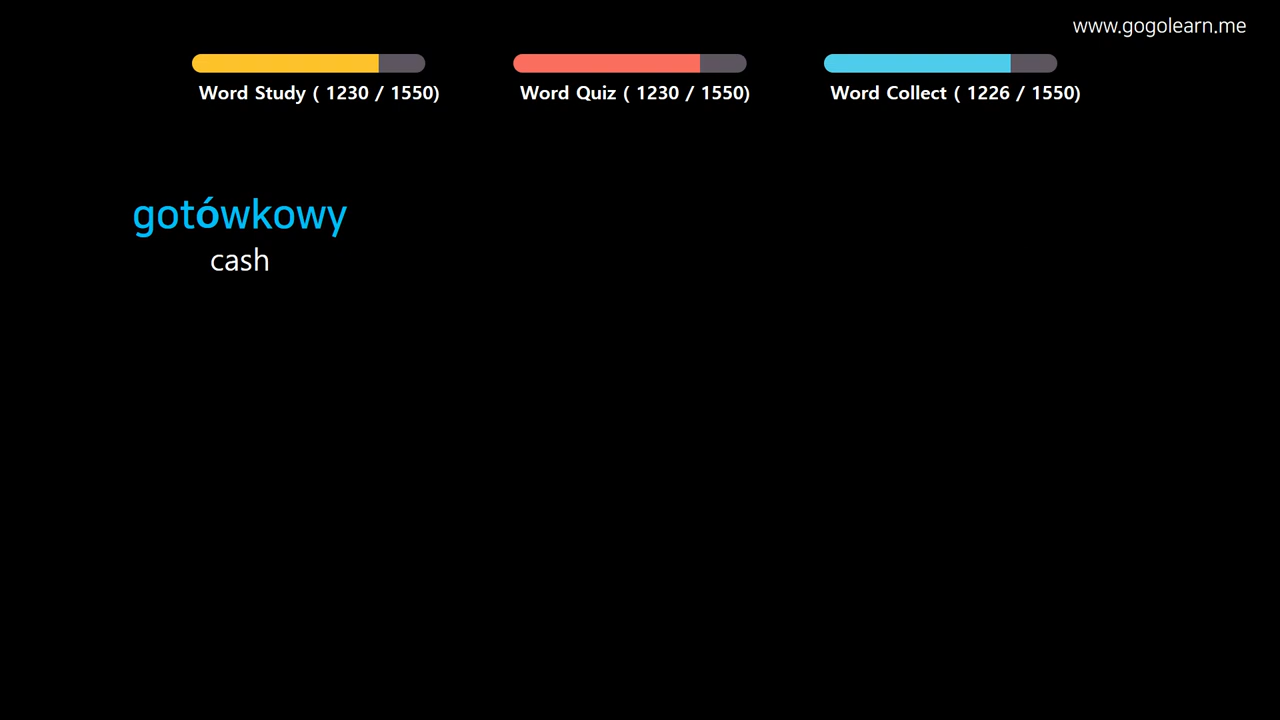 www.gogolearn.me
Word Study ( 1230 / 1550)
Word Quiz ( 1230 / 1550)
Word Collect ( 1226 / 1550)
gotówkowy
cash